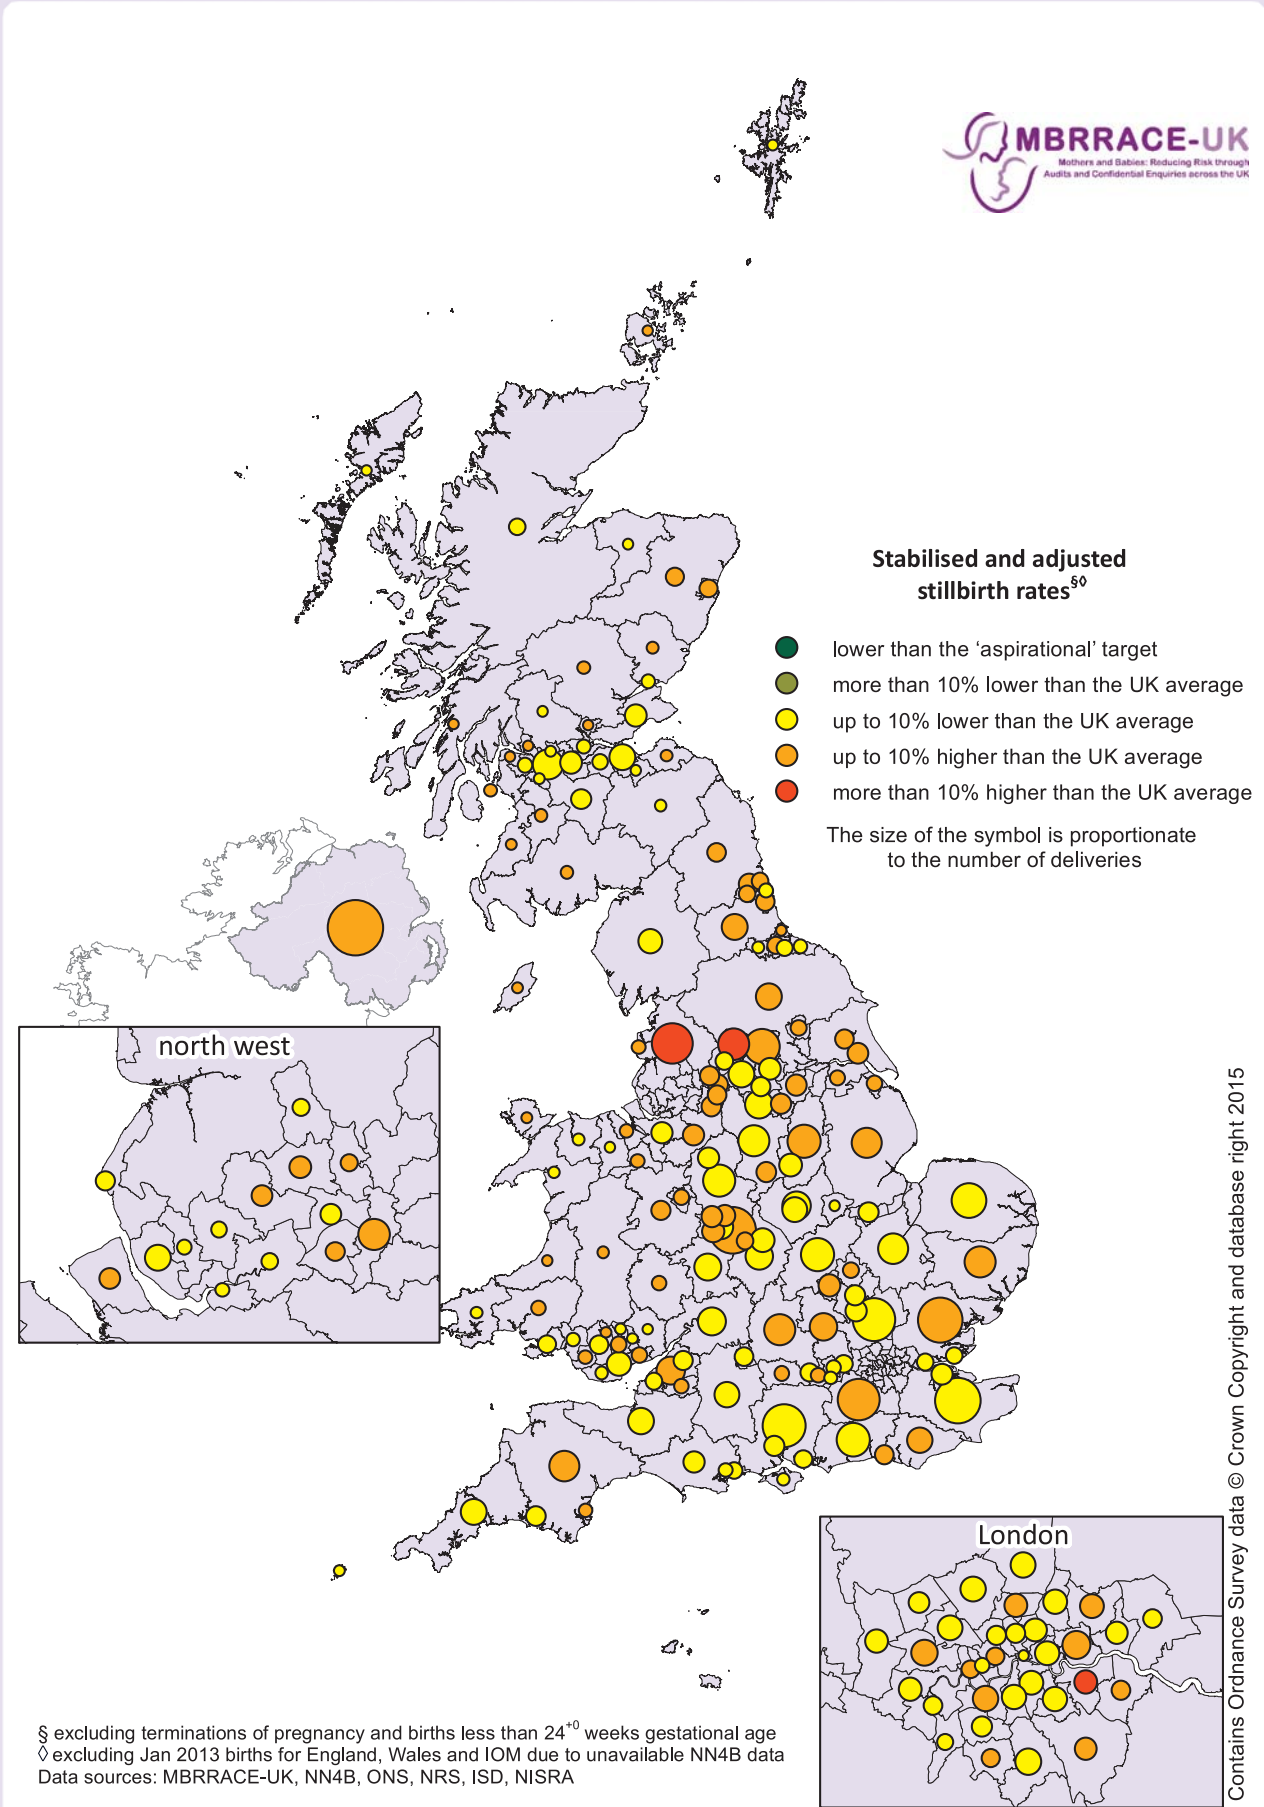 MBRRACE-UK
Mothers and Babies: Reducing Risk through
Audits and Confidential Enquiries across the UK
Stabilised and adjusted
stillbirth rates§◊
lower than the ‘aspirational’ target
more than 10% lower than the UK average
up to 10% lower than the UK average
up to 10% higher than the UK average
more than 10% higher than the UK average
The size of the symbol is proportionate
to the number of deliveries
north west
London
§ excluding terminations of pregnancy and births less than 24+0 weeks gestational age
◊ excluding Jan 2013 births for England, Wales and IOM due to unavailable NN4B data
Data sources: MBRRACE-UK, NN4B, ONS, NRS, ISD, NISRA
Contains Ordnance Survey data © Crown Copyright and database right 2015